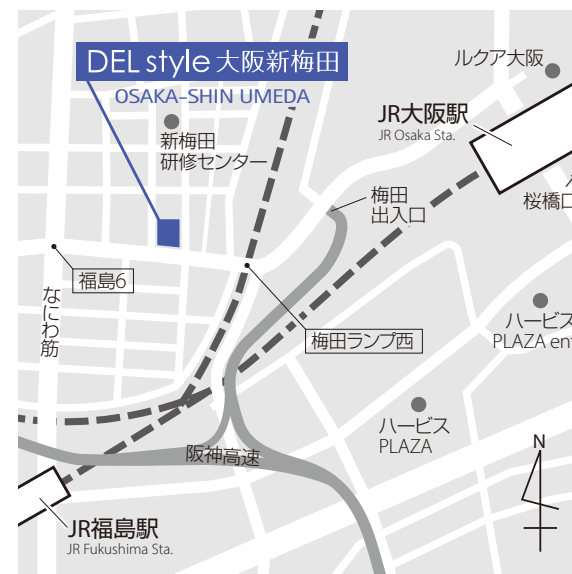 DEL style 大阪新梅田
OSAKA-SHIN UMEDA
ルクア大阪
JR大阪駅
JR Osaka Sta.
新梅田
研修センター
梅田
出入口
桜橋口
福島6
なにわ筋
梅田ランプ西
ハービス
PLAZA ent
ハービス
PLAZA
阪神高速
N
JR福島駅
JR Fukushima Sta.